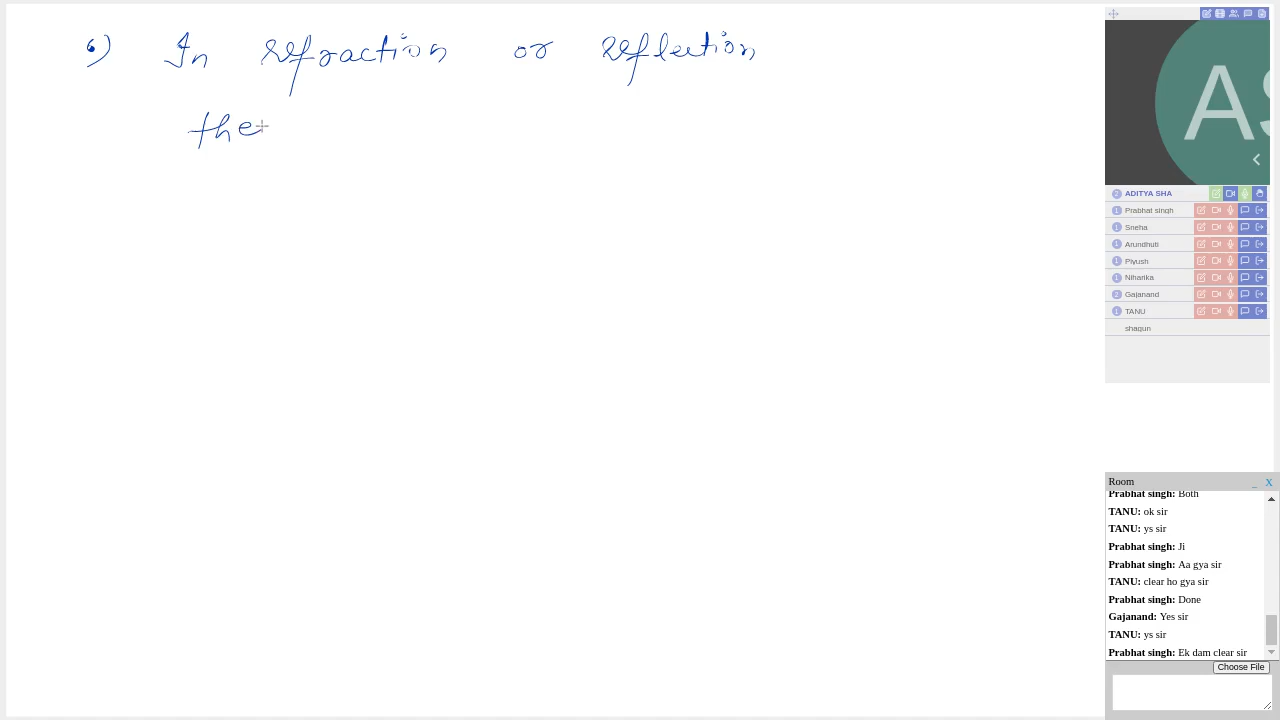 6) In refraction or reflection
the
AS
ADITYA SHA
Prabhat singh
Sneha
Arundhuti
Piyush
Niharika
Gajanand
TANU
shagun
Room _ X
Prabhat singh: Both
TANU: ok sir
TANU: ys sir
Prabhat singh: Ji
Prabhat singh: Aa gya sir
TANU: clear ho gya sir
Prabhat singh: Done
Gajanand: Yes sir
TANU: ys sir
Prabhat singh: Ek dam clear sir
Choose File